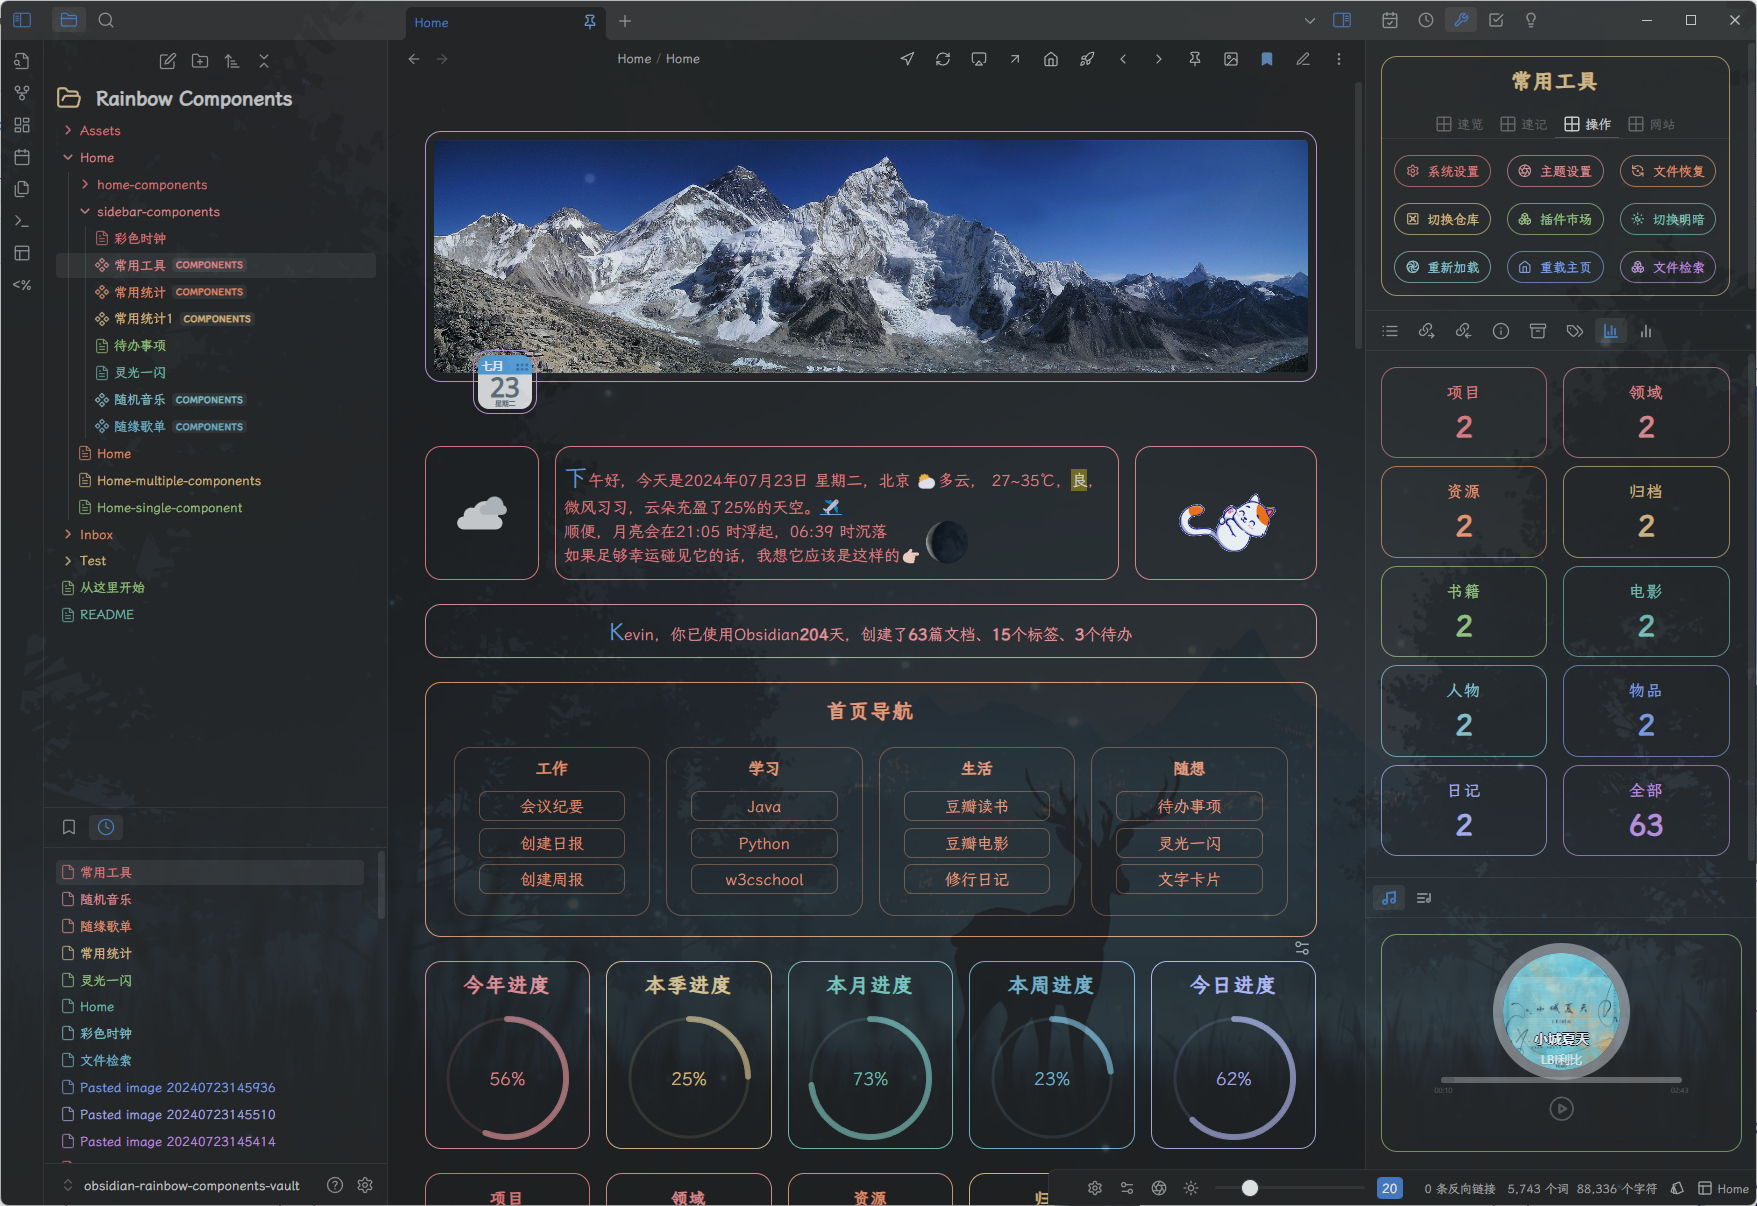 Home
Home / Home
Rainbow Components
Assets
Home
home-components
sidebar-components
彩色时钟
常用工具 COMPONENTS
常用统计 COMPONENTS
常用统计1 COMPONENTS
待办事项
灵光一闪
随机音乐 COMPONENTS
随缘歌单 COMPONENTS
Home
Home-multiple-components
Home-single-component
Inbox
Test
从这里开始
README
常用工具
随机音乐
随缘歌单
常用统计
灵光一闪
Home
彩色时钟
文件检索
Pasted image 20240723145936
Pasted image 20240723145510
Pasted image 20240723145414
obsidian-rainbow-components-vault
<%
七月
23
星期二
下午好，今天是2024年07月23日 星期二，北京 多云， 27~35℃，良，
微风习习，云朵充盈了25%的天空。
顺便，月亮会在21:05 时浮起，06:39 时沉落
如果足够幸运碰见它的话，我想它应该是这样的
Kevin，你已使用Obsidian204天，创建了63篇文档、15个标签、3个待办
首页导航
工作
会议纪要
创建日报
创建周报
学习
Java
Python
w3cschool
生活
豆瓣读书
豆瓣电影
修行日记
随想
待办事项
灵光一闪
文字卡片
今年进度
56%
本季进度
25%
本月进度
73%
本周进度
23%
今日进度
62%
项目
领域
资源
常用工具
速览 速记 操作 网站
系统设置 主题设置 文件恢复
切换仓库 插件市场 切换明暗
重新加载 重载主页 文件检索
项目
2
领域
2
资源
2
归档
2
书籍
2
电影
2
人物
2
物品
2
日记
2
全部
63
小城夏天
小城夏天
LBI利比
00:10
02:43
20
0 条反向链接 5,743 个词 88,336 个字符 Home